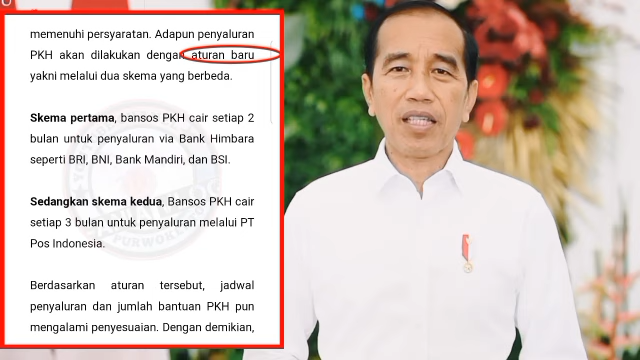 memenuhi persyaratan. Adapun penyaluran
PKH akan dilakukan dengan aturan baru
yakni melalui dua skema yang berbeda.
Skema pertama, bansos PKH cair setiap 2
bulan untuk penyaluran via Bank Himbara
seperti BRI, BNI, Bank Mandiri, dan BSI.
Sedangkan skema kedua, Bansos PKH cair
setiap 3 bulan untuk penyaluran melalui PT
Pos Indonesia.
Berdasarkan aturan tersebut, jadwal
penyaluran dan jumlah bantuan PKH pun
mengalami penyesuaian. Dengan demikian,